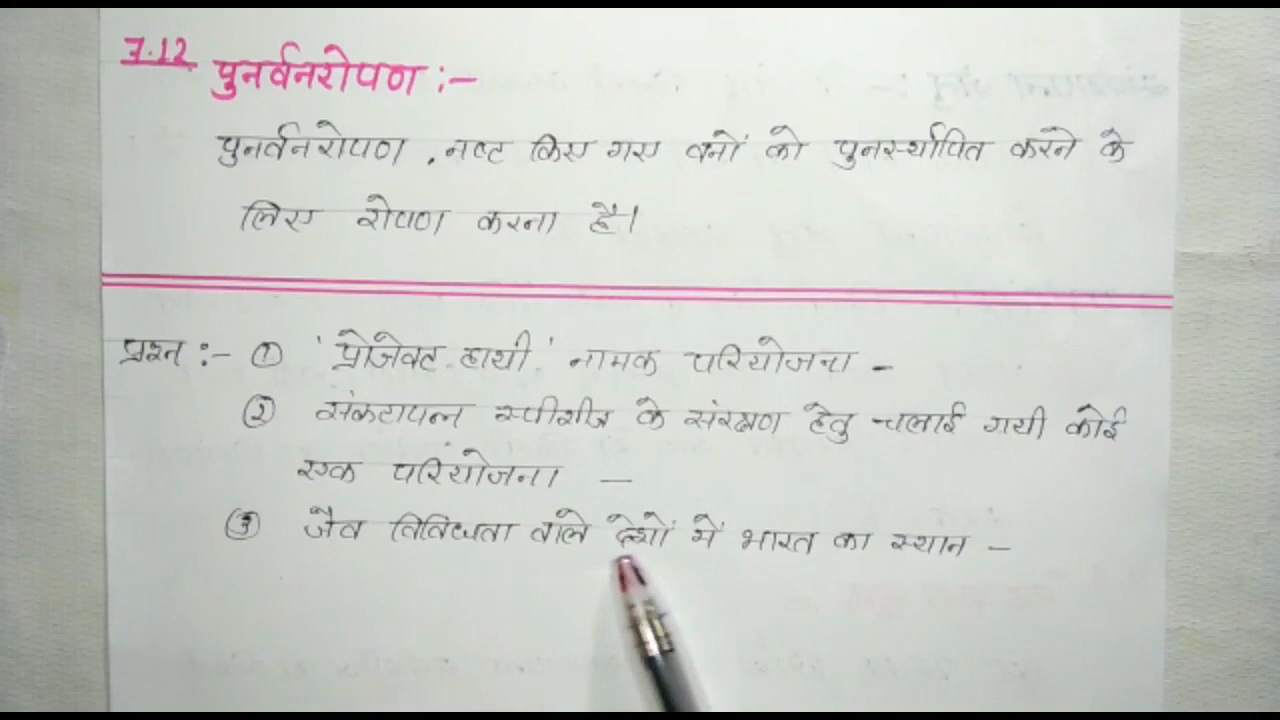 7.12 पुनर्वनरोपण :-
पुनर्वनरोपण , नष्ट किए गए वनों को पुनर्स्थापित करने के
लिए रोपण करना है।
प्रश्न :- ① 'प्रोजेक्ट हाथी' नामक परियोजना -
② संकटापन्न स्पीशीज के संरक्षण हेतु चलाई गयी कोई
एक परियोजना —
③ जैव विविधता वाले देशों में भारत का स्थान -